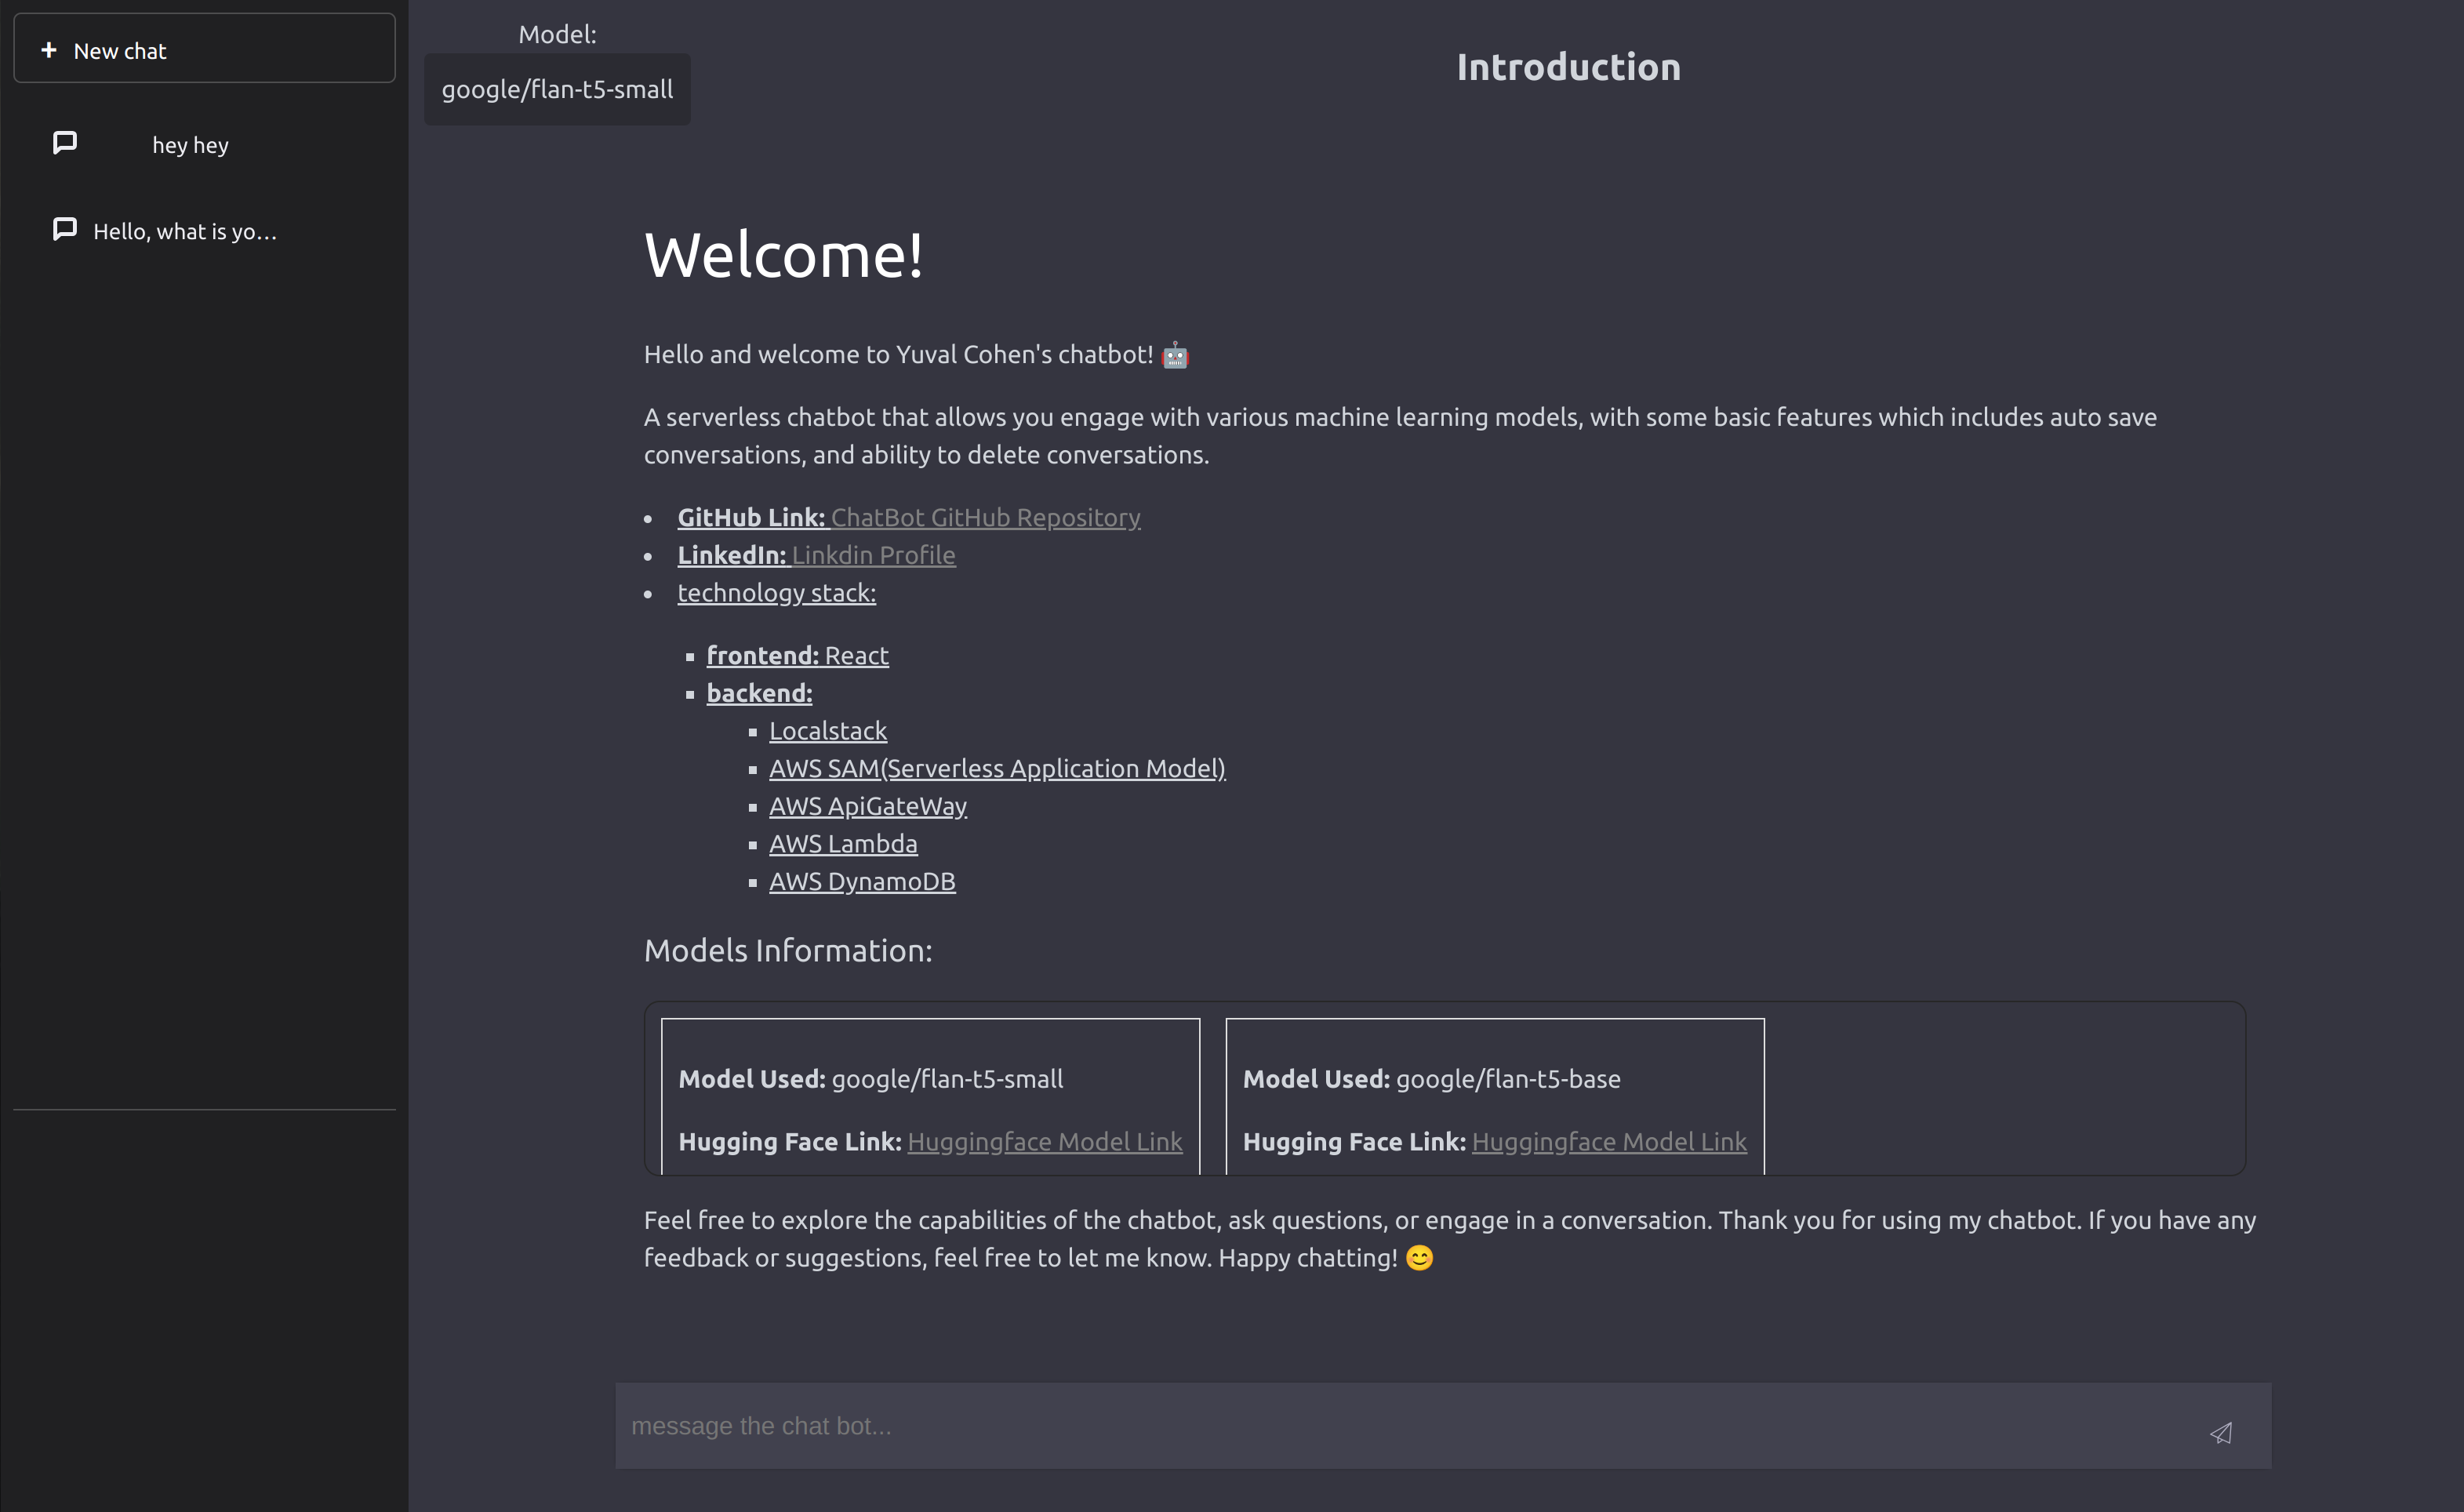 New chat
hey hey
Hello, what is yo...
Model:
google/flan-t5-small
Introduction
Welcome!
Hello and welcome to Yuval Cohen's chatbot! 🤖
A serverless chatbot that allows you engage with various machine learning models, with some basic features which includes auto save
conversations, and ability to delete conversations.
GitHub Link: ChatBot GitHub Repository
LinkedIn: Linkdin Profile
technology stack:
frontend: React
backend:
Localstack
AWS SAM(Serverless Application Model)
AWS ApiGateWay
AWS Lambda
AWS DynamoDB
Models Information:
Model Used: google/flan-t5-small
Hugging Face Link: Huggingface Model Link
Model Used: google/flan-t5-base
Hugging Face Link: Huggingface Model Link
Feel free to explore the capabilities of the chatbot, ask questions, or engage in a conversation. Thank you for using my chatbot. If you have any
feedback or suggestions, feel free to let me know. Happy chatting! 😊
message the chat bot...